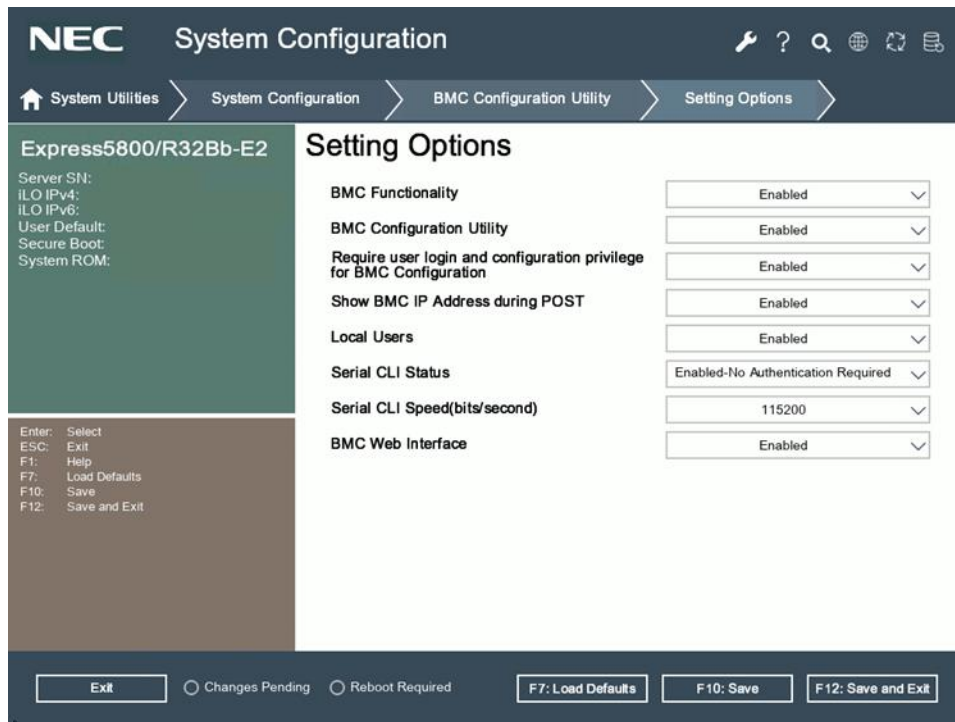 NEC System Configuration
?
System Utilities
System Configuration
BMC Configuration Utility
Setting Options
Express5800/R32Bb-E2
Server SN:
iLO IPv4:
iLO IPv6:
User Default:
Secure Boot:
System ROM:
Enter: Select
ESC: Exit
F1: Help
F7: Load Defaults
F10: Save
F12: Save and Exit
Setting Options
BMC Functionality Enabled
BMC Configuration Utility Enabled
Require user login and configuration privilege
for BMC Configuration Enabled
Show BMC IP Address during POST Enabled
Local Users Enabled
Serial CLI Status Enabled-No Authentication Required
Serial CLI Speed(bits/second) 115200
BMC Web Interface Enabled
Exit
Changes Pending
Reboot Required
F7: Load Defaults
F10: Save
F12: Save and Exit